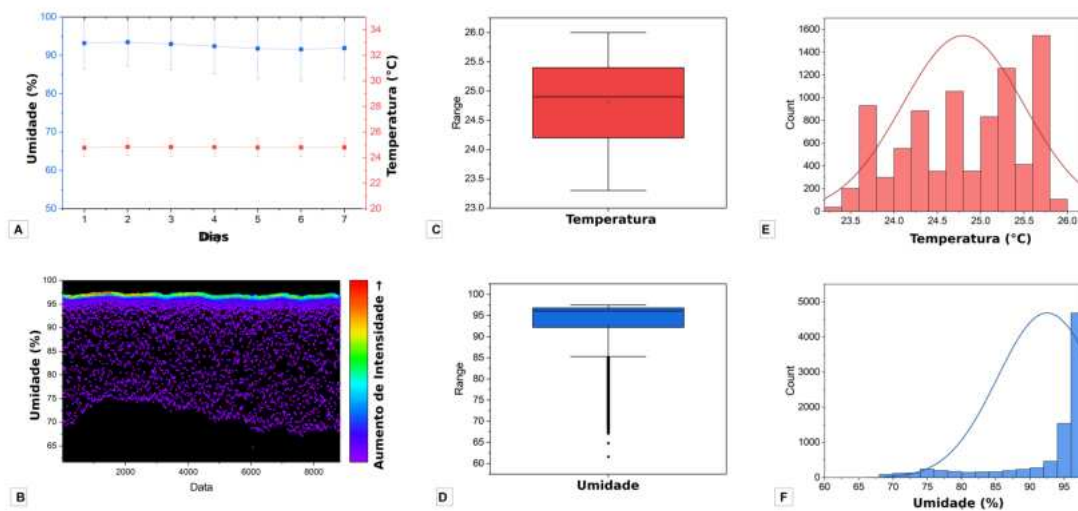 100
90
80
70
60
50
Umidade (%)
34
32
30
28
26
24
22
20
Temperatura (°C)
1 2 3 4 5 6 7
Dias
A
26.0
25.5
25.0
24.5
24.0
23.5
23.0
Range
Temperatura
C
1600
1400
1200
1000
800
600
400
200
0
Count
23.5 24.0 24.5 25.0 25.5 26.0
Temperatura (°C)
E
100
95
90
85
80
75
70
65
Umidade (%)
2000 4000 6000 8000
Data
Aumento de Intensidade →
B
100
95
90
85
80
75
70
65
60
Range
Umidade
D
5000
4000
3000
2000
1000
0
Count
60 65 70 75 80 85 90 95
Umidade (%)
F